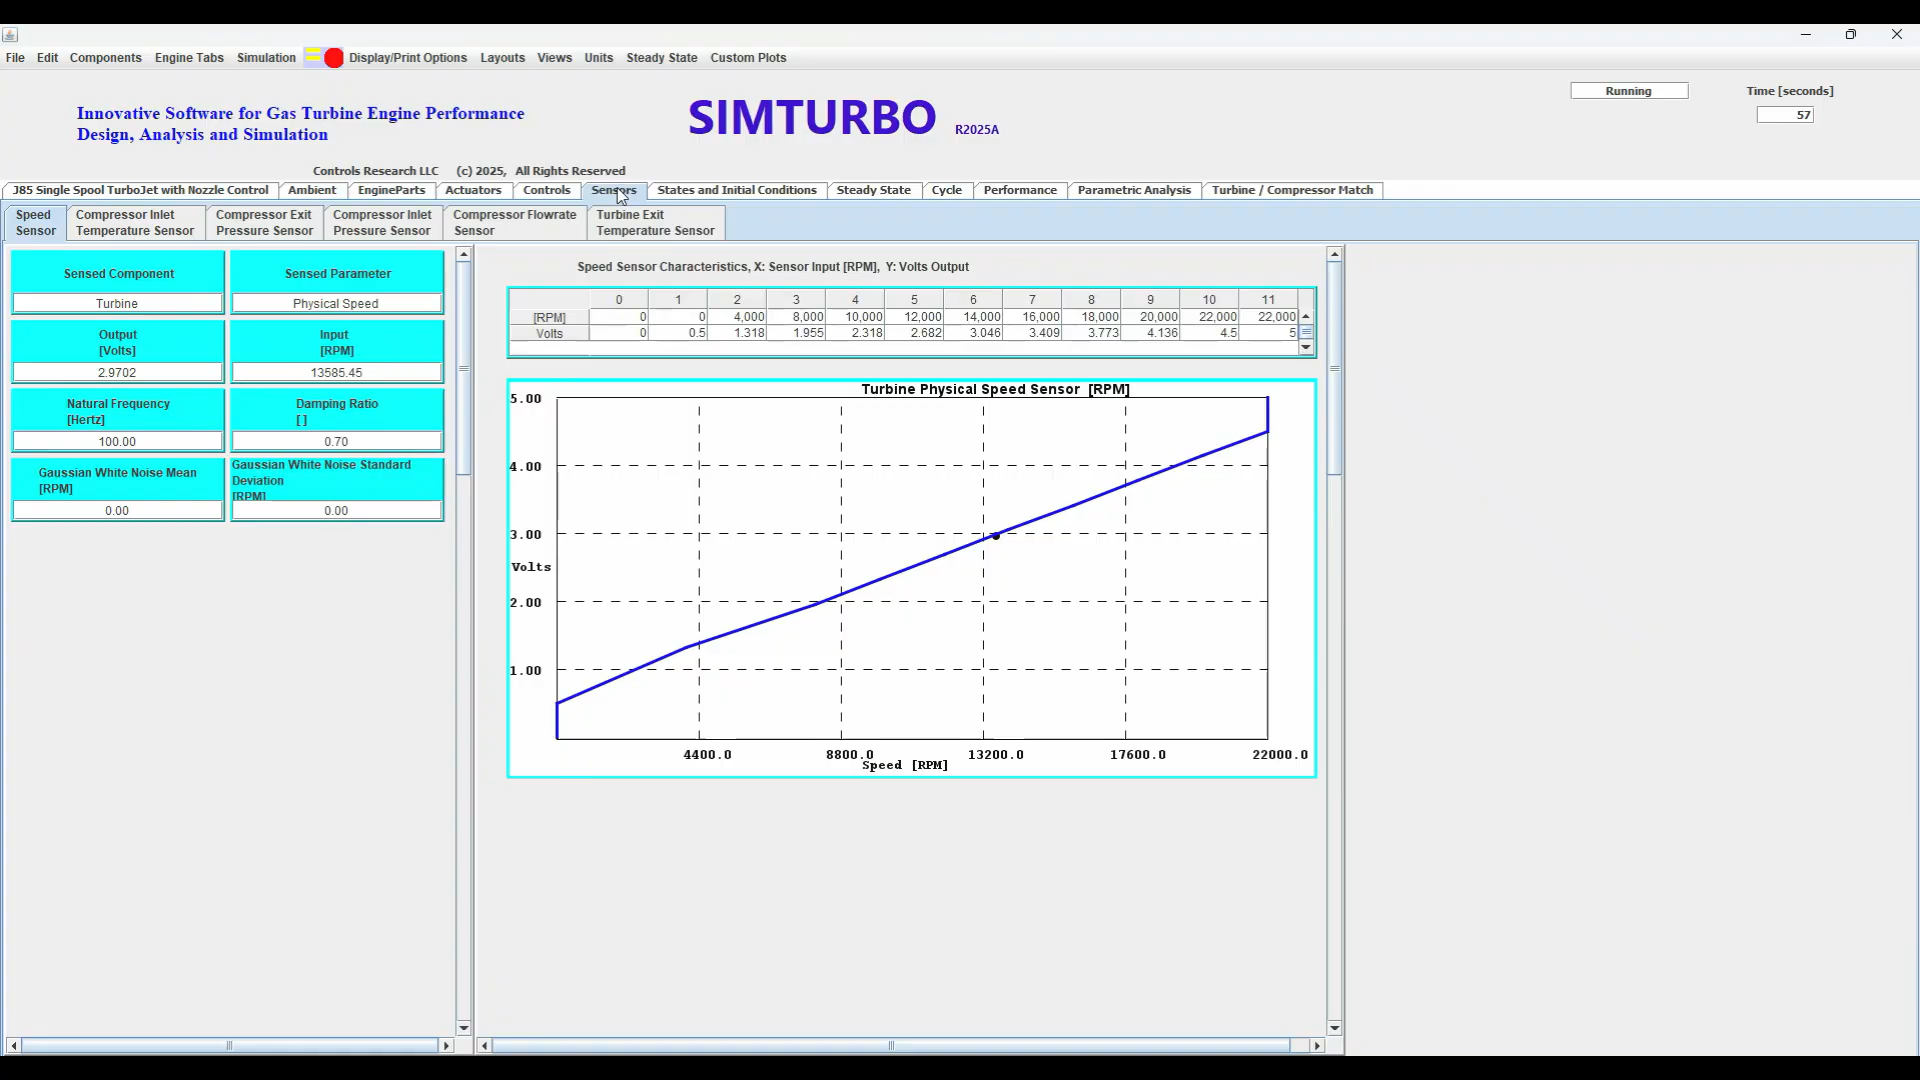 File Edit Components Engine Tabs Simulation Display/Print Options Layouts Views Units Steady State Custom Plots
Innovative Software for Gas Turbine Engine Performance
Design, Analysis and Simulation
SIMTURBO R2025A
Running
Time [seconds]
57
Controls Research LLC (c) 2025, All Rights Reserved
J85 Single Spool TurboJet with Nozzle Control Ambient EngineParts Actuators Controls Sensors States and Initial Conditions Steady State Cycle Performance Parametric Analysis Turbine / Compressor Match
Speed
Sensor
Compressor Inlet
Temperature Sensor
Compressor Exit
Pressure Sensor
Compressor Inlet
Pressure Sensor
Compressor Flowrate
Sensor
Turbine Exit
Temperature Sensor
Sensed Component
Turbine
Sensed Parameter
Physical Speed
Output
[Volts]
2.9702
Input
[RPM]
13585.45
Natural Frequency
[Hertz]
100.00
Damping Ratio
[ ]
0.70
Gaussian White Noise Mean
[RPM]
0.00
Gaussian White Noise Standard
Deviation
[RPM]
0.00
Speed Sensor Characteristics, X: Sensor Input [RPM], Y: Volts Output
0 1 2 3 4 5 6 7 8 9 10 11
[RPM] 0 0 4,000 8,000 10,000 12,000 14,000 16,000 18,000 20,000 22,000 22,000
Volts 0 0.5 1.318 1.955 2.318 2.682 3.046 3.409 3.773 4.136 4.5 5
Turbine Physical Speed Sensor [RPM]
5.00
4.00
3.00
Volts
2.00
1.00
4400.0 8800.0 13200.0 17600.0 22000.0
Speed [RPM]